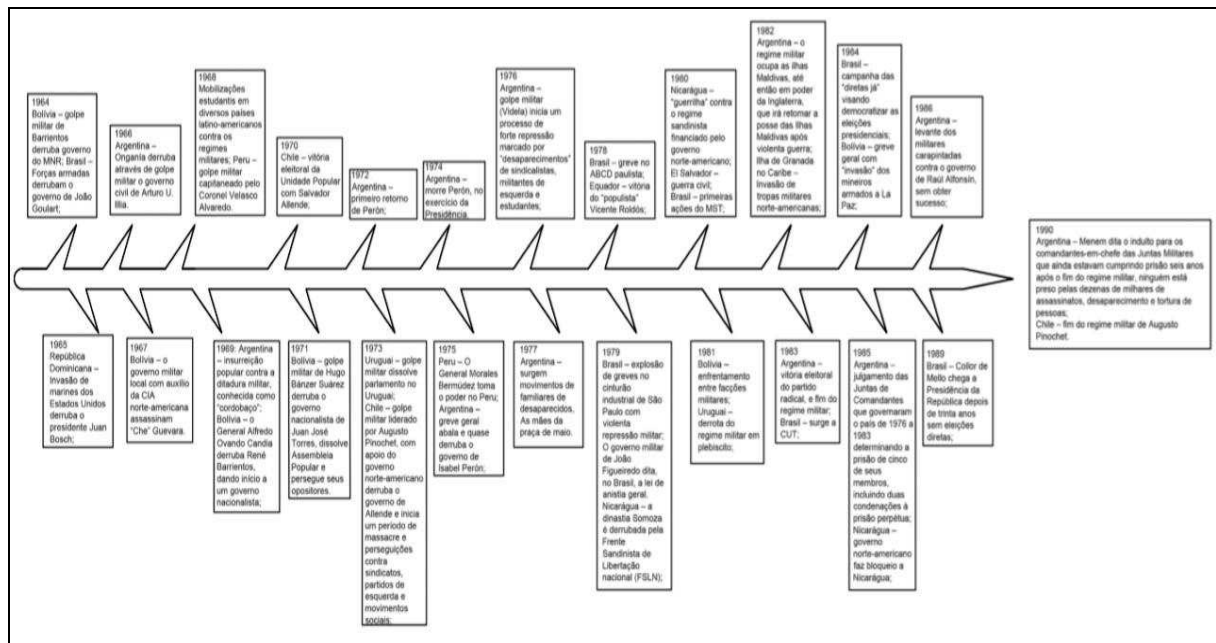 1964
Bolívia – golpe
militar de
Barrientos
derruba governo
do MNR; Brasil –
Forças armadas
derrubam o
governo de João
Goulart;
1966
Argentina –
Onganía derruba
através de golpe
militar o governo
civil de Arturo U.
Illia.
1968
Mobilizações
estudantis em
diversos países
latino-americanos
contra os
regimes
militares; Peru –
golpe militar
capitaneado pelo
Coronel Velasco
Alvaredo.
1970
Chile – vitória
eleitoral da
Unidade Popular
com Salvador
Allende;
1972
Argentina –
primeiro retorno
de Perón;
1974
Argentina –
morre Perón, no
exercício da
Presidência.
1976
Argentina –
golpe militar
(Videla) inicia um
processo de
forte repressão
marcado por
"desaparecimentos"
de sindicalistas,
militantes de
esquerda e
estudantes;
1978
Brasil – greve no
ABCD paulista;
Equador – vitória
do "populista"
Vicente Roldós;
1980
Nicarágua –
"guerrilha" contra
o regime
sandinista
financiado pelo
governo
norte-americano;
El Salvador –
guerra civil;
Brasil – primeiras
ações do MST;
1982
Argentina – o
regime militar
ocupa as ilhas
Maldivas, até
então em poder
da Inglaterra,
que irá retomar a
posse das ilhas
Maldivas após
violenta guerra;
Ilha de Granada
no Caribe –
Invasão de
tropas militares
norte-americanas;
1984
Brasil –
campanha das
"diretas já"
visando
democratizar as
eleições
presidenciais;
Bolívia – greve
geral com
"invasão" dos
mineiros
armados a La
Paz;
1986
Argentina –
levante dos
militares
carapintadas
contra o governo
de Raúl Alfonsín,
sem obter
sucesso;
1990
Argentina – Menem dita o indulto para os
comandantes-em-chefe das Juntas Militares
que ainda estavam cumprindo prisão seis anos
após o fim do regime militar, ninguém está
preso pelas dezenas de milhares de
assassinatos, desaparecimento e tortura de
pessoas;
Chile – fim do regime militar de Augusto
Pinochet.
1965
República
Dominicana –
Invasão de
marines dos
Estados Unidos
derruba o
presidente Juan
Bosch;
1967
Bolívia – o
governo militar
local com auxílio
da CIA
norte-americana
assassinam
"Che" Guevara.
1969: Argentina
– insurreição
popular contra a
ditadura militar,
conhecida como
"cordobaço";
Bolívia – o
General Alfredo
Ovando Candia
derruba René
Barrientos,
dando início a
um governo
nacionalista;
1971
Bolívia – golpe
militar de Hugo
Bánzer Suárez
derruba o
governo
nacionalista de
Juan José
Torres, dissolve
Assembleia
Popular e
persegue seus
opositores.
1973
Uruguai – golpe
militar dissolve
parlamento no
Uruguai;
Chile – golpe
militar liderado
por Augusto
Pinochet, com
apoio do
governo
norte-americano
derruba o
governo de
Allende e inicia
um período de
massacre e
perseguições
contra
sindicatos,
partidos de
esquerda e
movimentos
sociais;
1975
Peru – O
General Morales
Bermúdez toma
o poder no Peru;
Argentina –
greve geral
abala e quase
derruba o
governo de
Isabel Perón;
1977
Argentina –
surgem
movimentos de
familiares de
desaparecidos.
As mães da
praça de maio.
1979
Brasil – explosão
de greves no
cinturão
industrial de São
Paulo com
violenta
repressão militar;
O governo militar
de João
Figueiredo dita,
no Brasil, a lei de
anistia geral.
Nicarágua – a
dinastia Somoza
é derrubada pela
Frente
Sandinista de
Libertação
nacional (FSLN);
1981
Bolívia –
enfrentamento
entre facções
militares;
Uruguai –
derrota do
regime militar em
plebiscito;
1983
Argentina –
vitória eleitoral
do partido
radical, e fim do
regime militar;
Brasil – surge a
CUT;
1985
Argentina –
julgamento das
Juntas de
Comandantes
que governaram
o país de 1976 a
1983
determinando a
prisão de cinco
de seus
membros,
incluindo duas
condenações à
prisão perpétua;
Nicarágua –
governo
norte-americano
faz bloqueio a
Nicarágua;
1989
Brasil – Collor de
Mello chega a
Presidência da
República depois
de trinta anos
sem eleições
diretas;